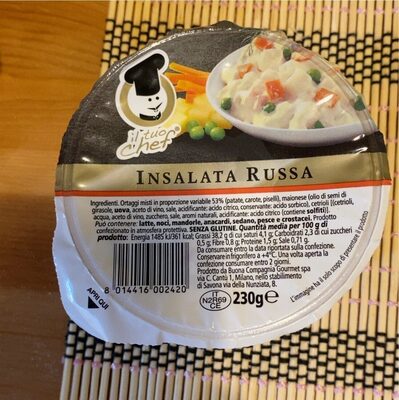 il tuo
Chef®
INSALATA RUSSA
Ingredienti. Ortaggi misti in proporzione variabile 53% (patate, carote, piselli), maionese (olio di semi di
girasole, uova, aceto di vino, sale, acidificante: acido citrico, conservante: acido sorbico), cetrioli [(cetrioli,
acqua, aceto di vino, zucchero, sale, aromi naturali, acidificante: acido citrico (contiene solfiti)].
Può contenere: latte, noci, mandorle, anacardi, sedano, pesce e crostacei. Prodotto
confezionato in atmosfera protettiva. SENZA GLUTINE. Quantità media per 100 g di
prodotto: Energia 1485 kJ/361 kcal; Grassi 38,2 g di cui saturi 4,1 g; Carboidrati 2,3 g di cui zuccheri
0,5 g; Fibre 0,8 g; Proteine 1,5 g; Sale 0,71 g.
Da consumare entro la data riportata sulla confezione.
Conservare in frigorifero a +4°C. Una volta aperta la
confezione consumare entro 2 giorni.
Prodotto da Buona Compagnia Gourmet spa
via C. Cantù 1, Milano, nello stabilimento
di Savona via della Nunziata, 8.
L'immagine ha il solo scopo di presentare il prodotto
APRI QUI
8 014416 002420
IT
N2R69
CE
230g e